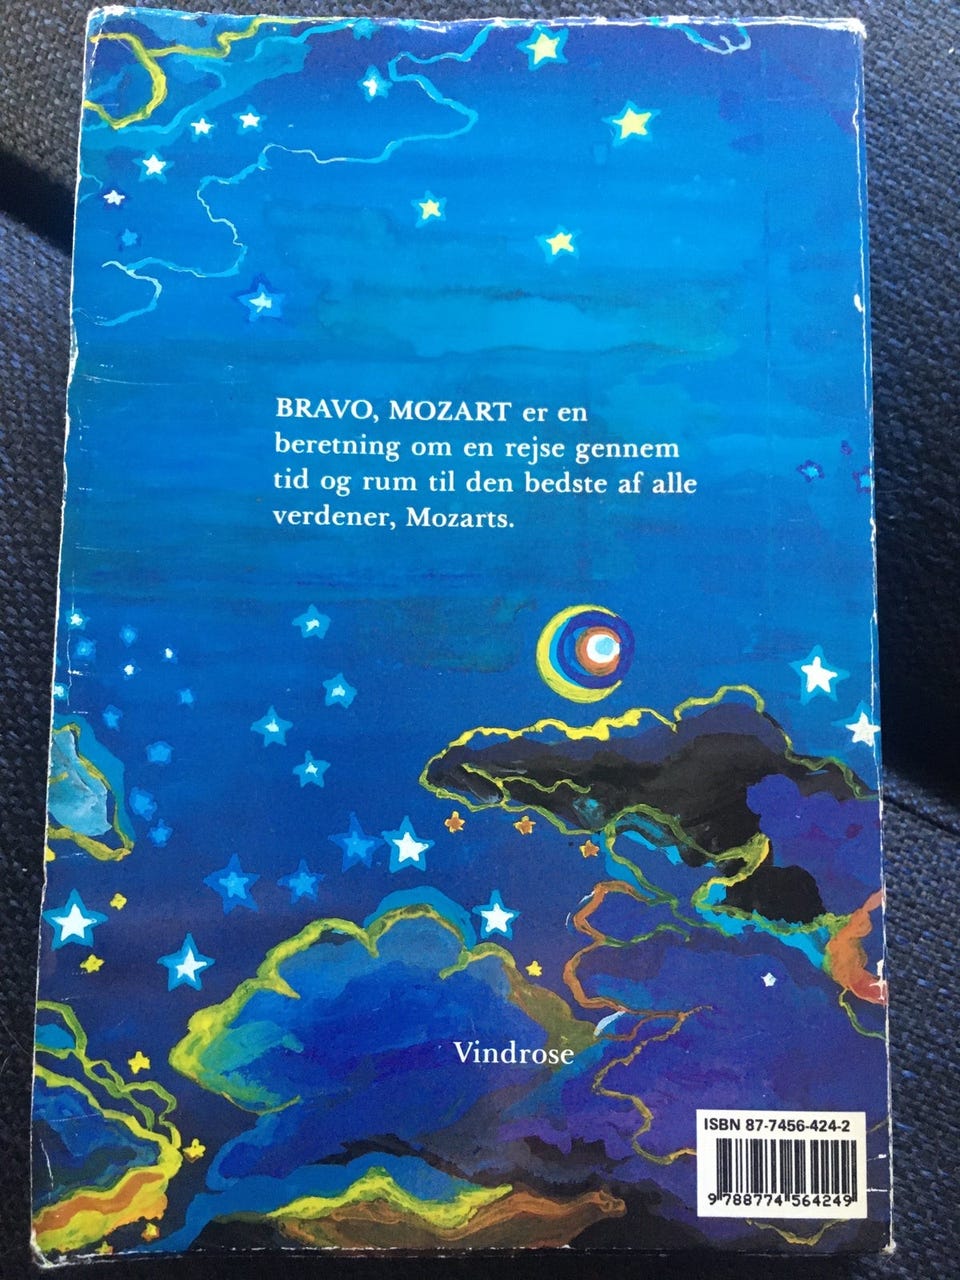 BRAVO, MOZART er en
beretning om en rejse gennem
tid og rum til den bedste af alle
verdener, Mozarts.
Vindrose
ISBN 87-7456-424-2
9 788774 564249